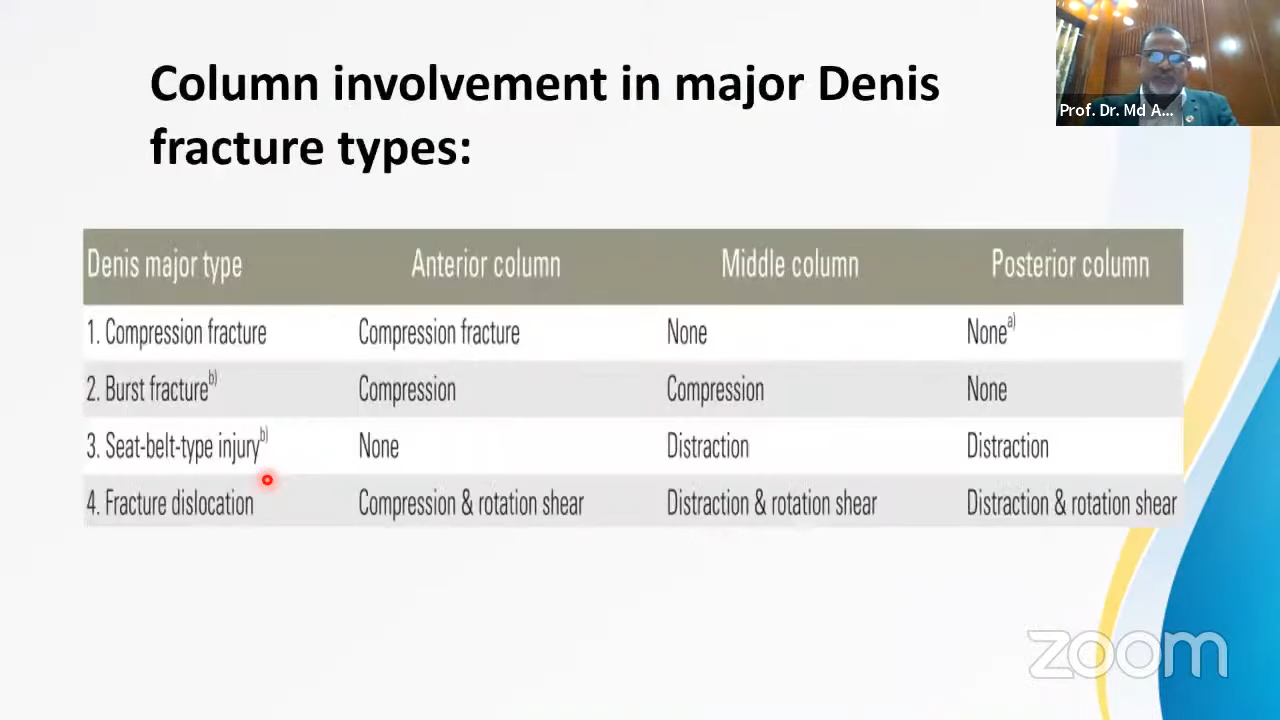 Column involvement in major Denis
fracture types:
Prof. Dr. Md A...
Denis major type Anterior column Middle column Posterior column
1. Compression fracture Compression fracture None None a)
2. Burst fracture b) Compression Compression None
3. Seat-belt-type injury b) None Distraction Distraction
4. Fracture dislocation Compression & rotation shear Distraction & rotation shear Distraction & rotation shear
zoom